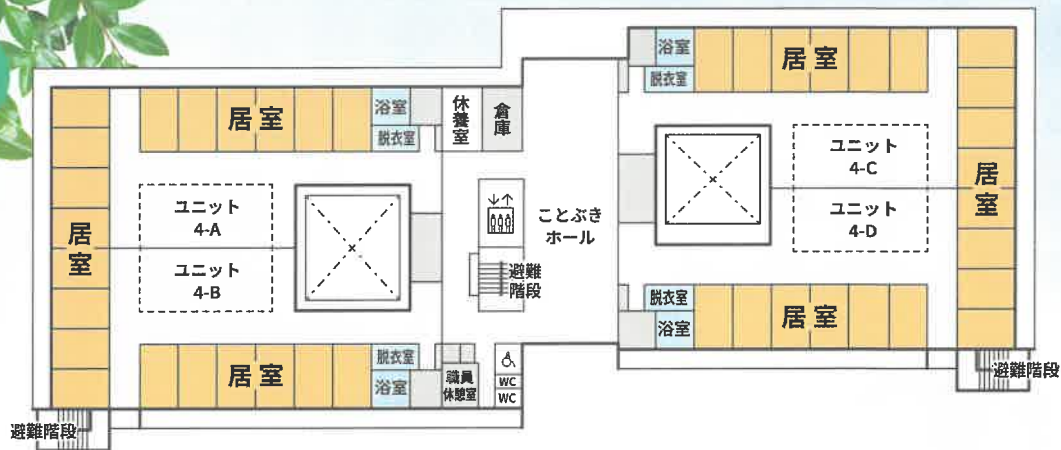 浴室
脱衣室
居室
居室
浴室
脱衣室
休養室
倉庫
ユニット
4-C
ユニット
4-D
居室
ユニット
4-A
ユニット
4-B
居室
ことぶき
ホール
避難
階段
脱衣室
浴室
居室
居室
脱衣室
浴室
職員
休憩室
WC
WC
避難階段
避難階段